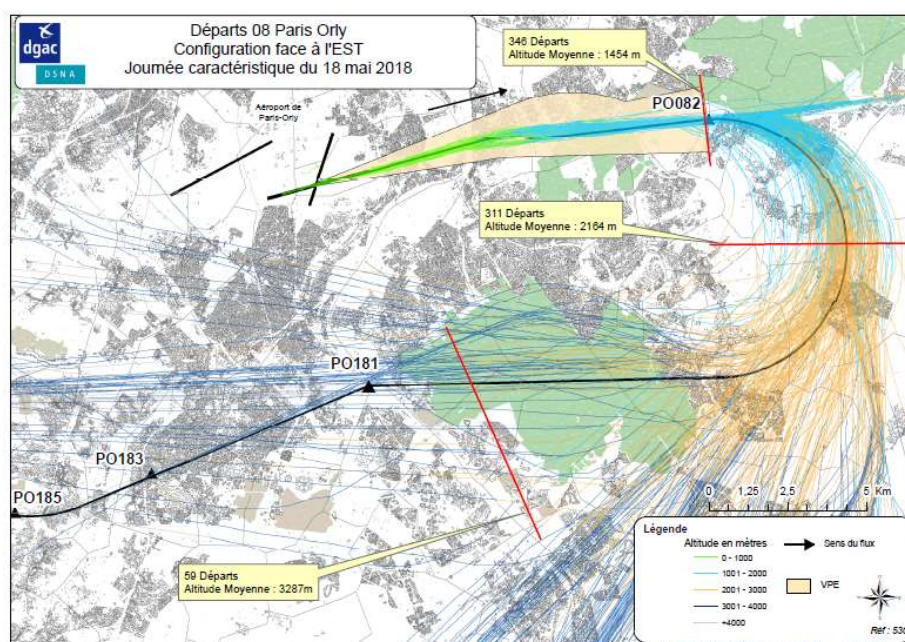 dgac
DSNA
Départs 08 Paris Orly
Configuration face à l'EST
Journée caractéristique du 18 mai 2018
346 Départs
Altitude Moyenne : 1454 m
PO082
Aéroport de
Paris-Orly
311 Départs
Altitude Moyenne : 2164 m
PO181
PO183
PO185
0 1,25 2,5 5 Km
59 Départs
Altitude Moyenne : 3287m
Légende
Altitude en mètres
Sens du flux
0 - 1000
1001 - 2000
2001 - 3000
VPE
3001 - 4000
+4000